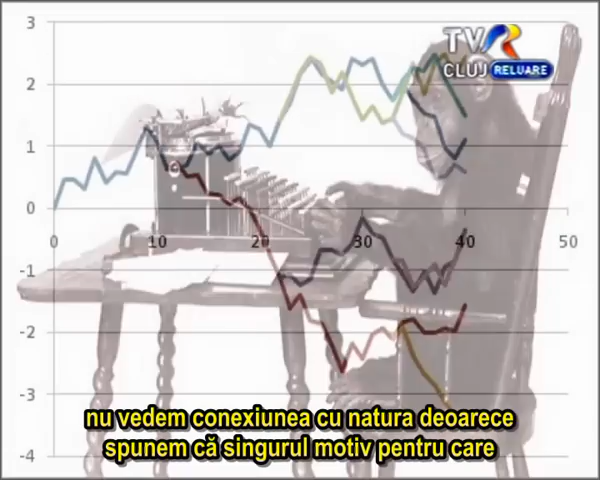 3
TVR
2
CLUJ RELUARE
1
0
0 10 20 30 40 50
-1
-2
-3
nu vedem conexiunea cu natura deoarece
spunem că singurul motiv pentru care
-4